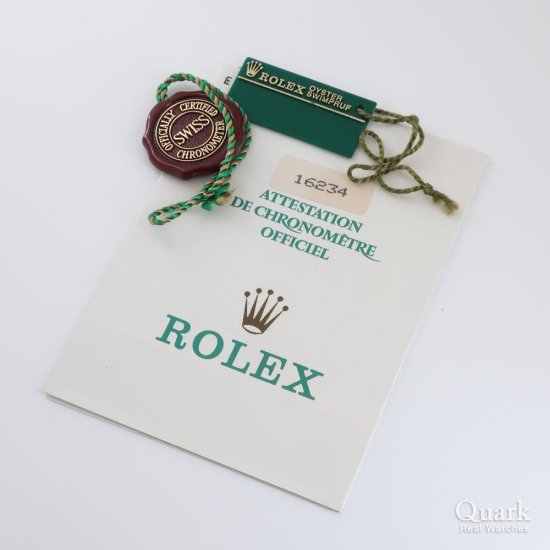 E
ROLEX OYSTER
SWIMPRUF
OFFICIALLY CERTIFIED
SWISS
CHRONOMETER
16234
ATTESTATION
DE CHRONOMÈTRE
OFFICIEL
ROLEX
Quark
Real Watches